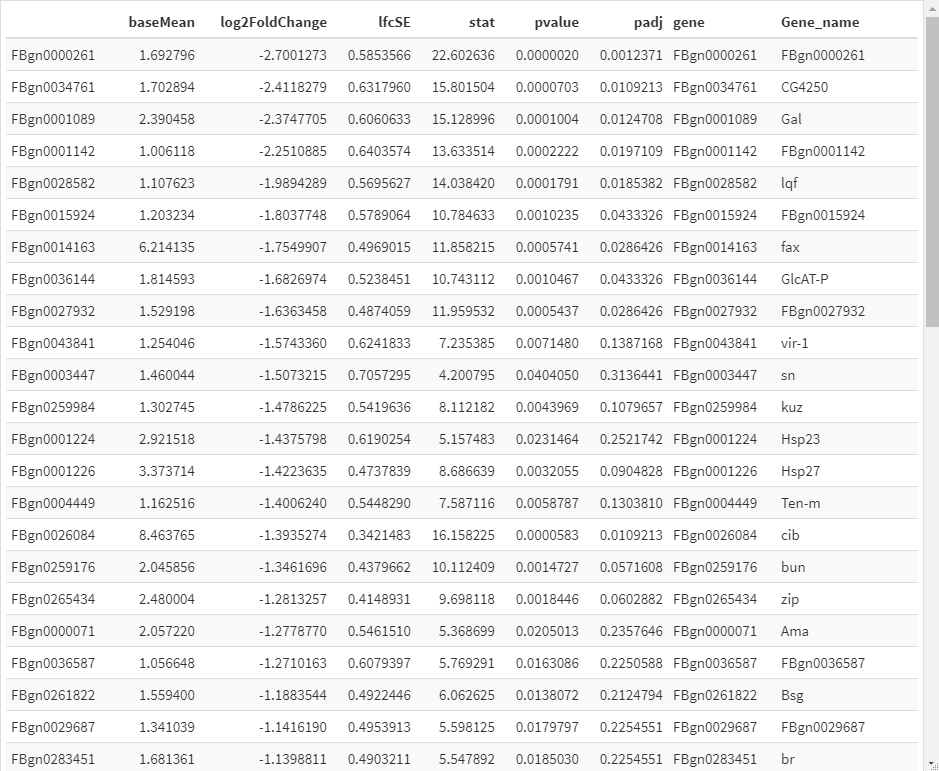 baseMean log2FoldChange lfcSE stat pvalue padj gene Gene_name
FBgn0000261 1.692796 -2.7001273 0.5853566 22.602636 0.0000020 0.0012371 FBgn0000261 FBgn0000261
FBgn0034761 1.702894 -2.4118279 0.6317960 15.801504 0.0000703 0.0109213 FBgn0034761 CG4250
FBgn0001089 2.390458 -2.3747705 0.6060633 15.128996 0.0001004 0.0124708 FBgn0001089 Gal
FBgn0001142 1.006118 -2.2510885 0.6403574 13.633514 0.0002222 0.0197109 FBgn0001142 FBgn0001142
FBgn0028582 1.107623 -1.9894289 0.5695627 14.038420 0.0001791 0.0185382 FBgn0028582 lqf
FBgn0015924 1.203234 -1.8037748 0.5789064 10.784633 0.0010235 0.0433326 FBgn0015924 FBgn0015924
FBgn0014163 6.214135 -1.7549907 0.4969015 11.858215 0.0005741 0.0286426 FBgn0014163 fax
FBgn0036144 1.814593 -1.6826974 0.5238451 10.743112 0.0010467 0.0433326 FBgn0036144 GlcAT-P
FBgn0027932 1.529198 -1.6363458 0.4874059 11.959532 0.0005437 0.0286426 FBgn0027932 FBgn0027932
FBgn0043841 1.254046 -1.5743360 0.6241833 7.235385 0.0071480 0.1387168 FBgn0043841 vir-1
FBgn0003447 1.460044 -1.5073215 0.7057295 4.200795 0.0404050 0.3136441 FBgn0003447 sn
FBgn0259984 1.302745 -1.4786225 0.5419636 8.112182 0.0043969 0.1079657 FBgn0259984 kuz
FBgn0001224 2.921518 -1.4375798 0.6190254 5.157483 0.0231464 0.2521742 FBgn0001224 Hsp23
FBgn0001226 3.373714 -1.4223635 0.4737839 8.686639 0.0032055 0.0904828 FBgn0001226 Hsp27
FBgn0004449 1.162516 -1.4006240 0.5448290 7.587116 0.0058787 0.1303810 FBgn0004449 Ten-m
FBgn0026084 8.463765 -1.3935274 0.3421483 16.158225 0.0000583 0.0109213 FBgn0026084 cib
FBgn0259176 2.045856 -1.3461696 0.4379662 10.112409 0.0014727 0.0571608 FBgn0259176 bun
FBgn0265434 2.480004 -1.2813257 0.4148931 9.698118 0.0018446 0.0602882 FBgn0265434 zip
FBgn0000071 2.057220 -1.2778770 0.5461510 5.368699 0.0205013 0.2357646 FBgn0000071 Ama
FBgn0036587 1.056648 -1.2710163 0.6079397 5.769291 0.0163086 0.2250588 FBgn0036587 FBgn0036587
FBgn0261822 1.559400 -1.1883544 0.4922446 6.062625 0.0138072 0.2124794 FBgn0261822 Bsg
FBgn0029687 1.341039 -1.1416190 0.4953913 5.598125 0.0179797 0.2254551 FBgn0029687 FBgn0029687
FBgn0283451 1.681361 -1.1398811 0.4903211 5.547892 0.0185030 0.2254551 FBgn0283451 br